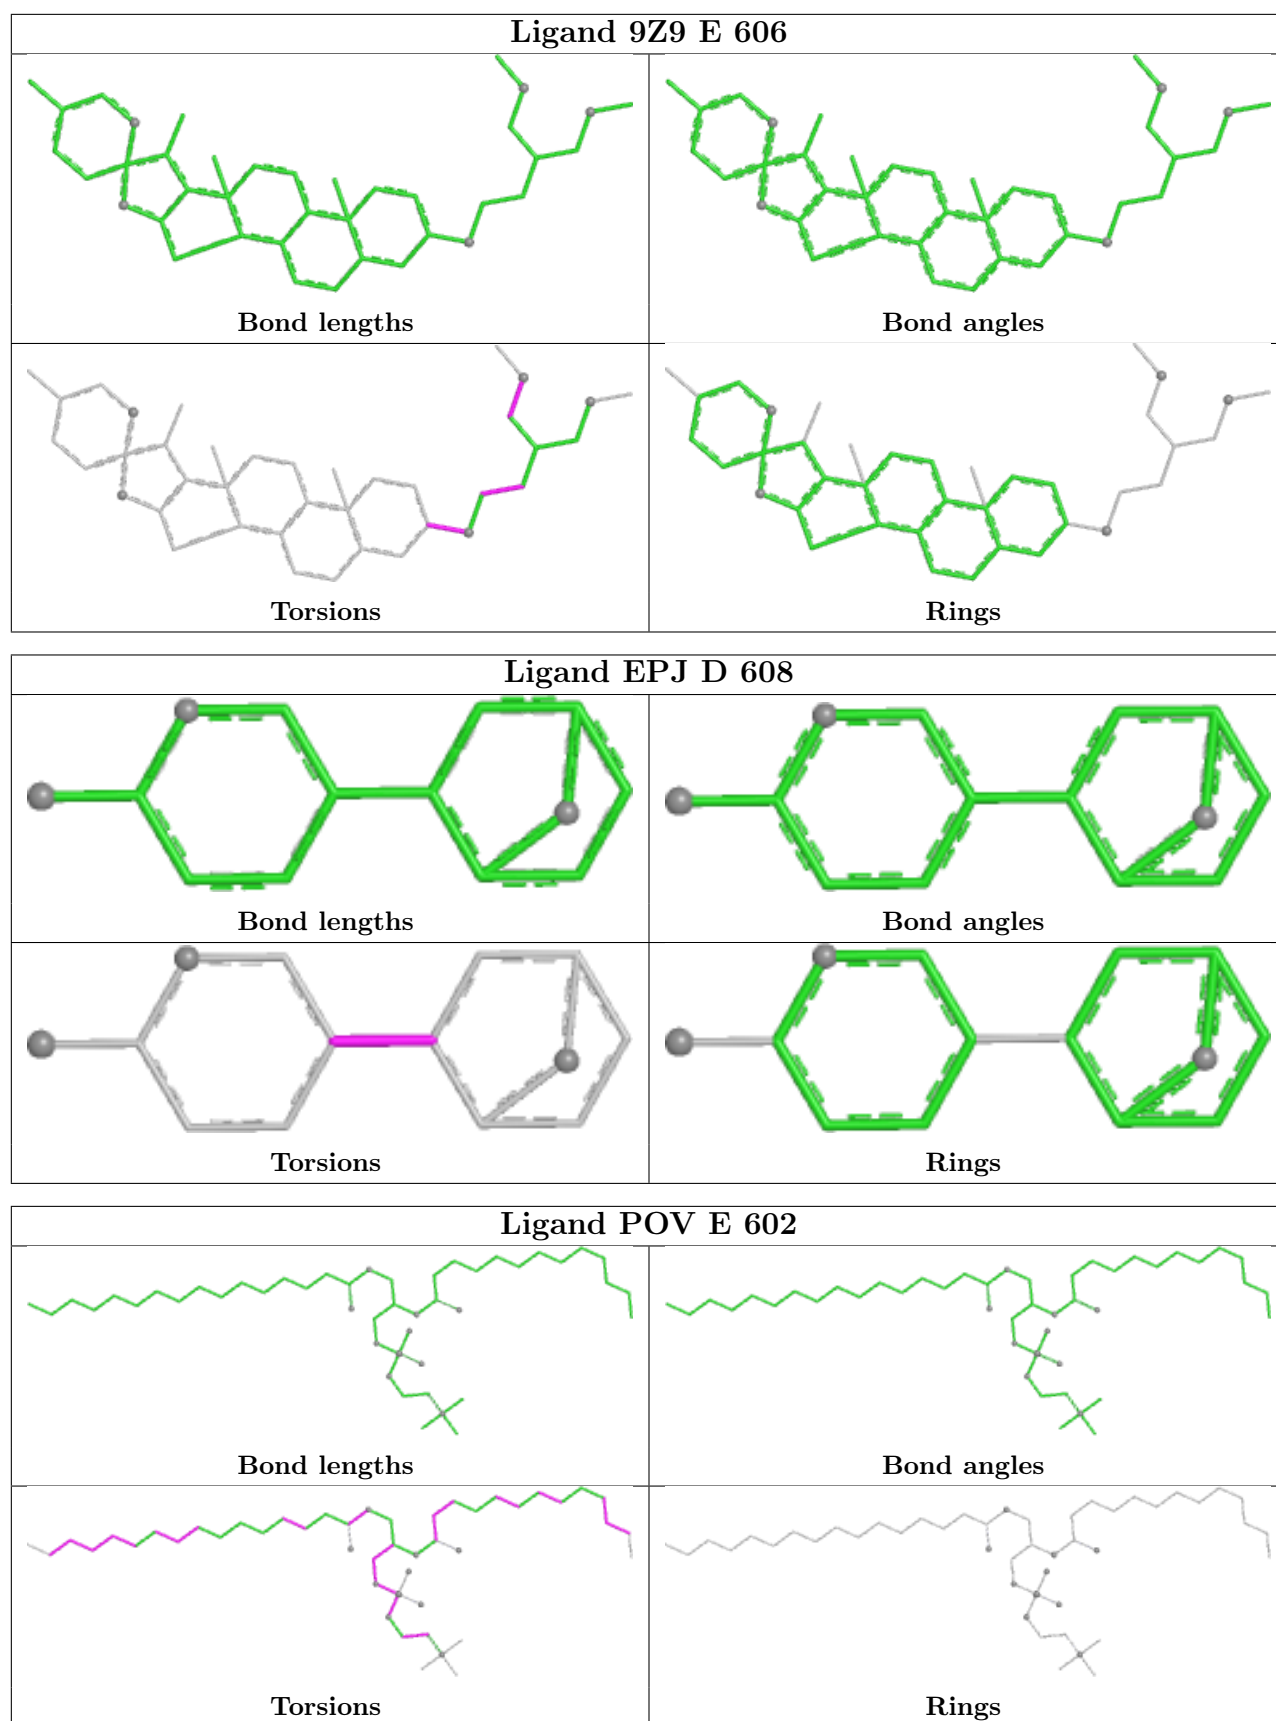 Ligand 9Z9 E 606
Bond lengths
Bond angles
Torsions
Rings
Ligand EPJ D 608
Bond lengths
Bond angles
Torsions
Rings
Ligand POV E 602
Bond lengths
Bond angles
Torsions
Rings